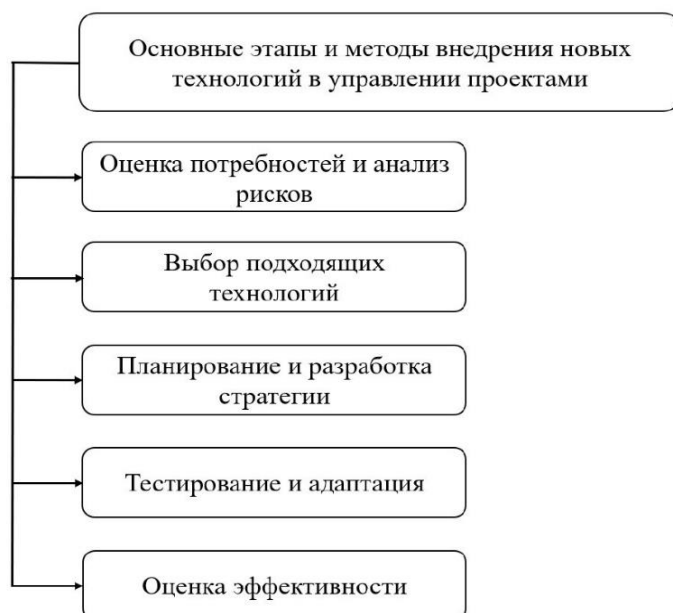 Основные этапы и методы внедрения новых
технологий в управлении проектами
Оценка потребностей и анализ
рисков
Выбор подходящих
технологий
Планирование и разработка
стратегии
Тестирование и адаптация
Оценка эффективности